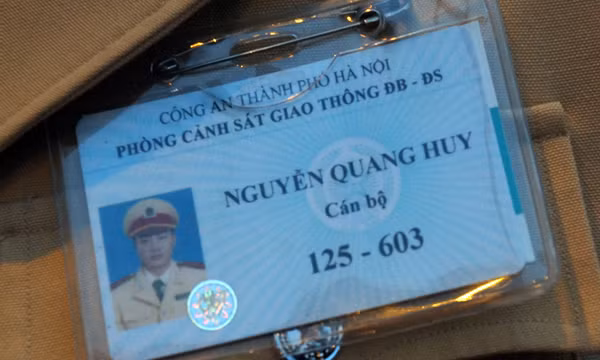 CÔNG AN THÀNH PHỐ HÀ NỘI
PHÒNG CẢNH SÁT GIAO THÔNG ĐB - ĐS
NGUYỄN QUANG HUY
Cán bộ
125 - 603